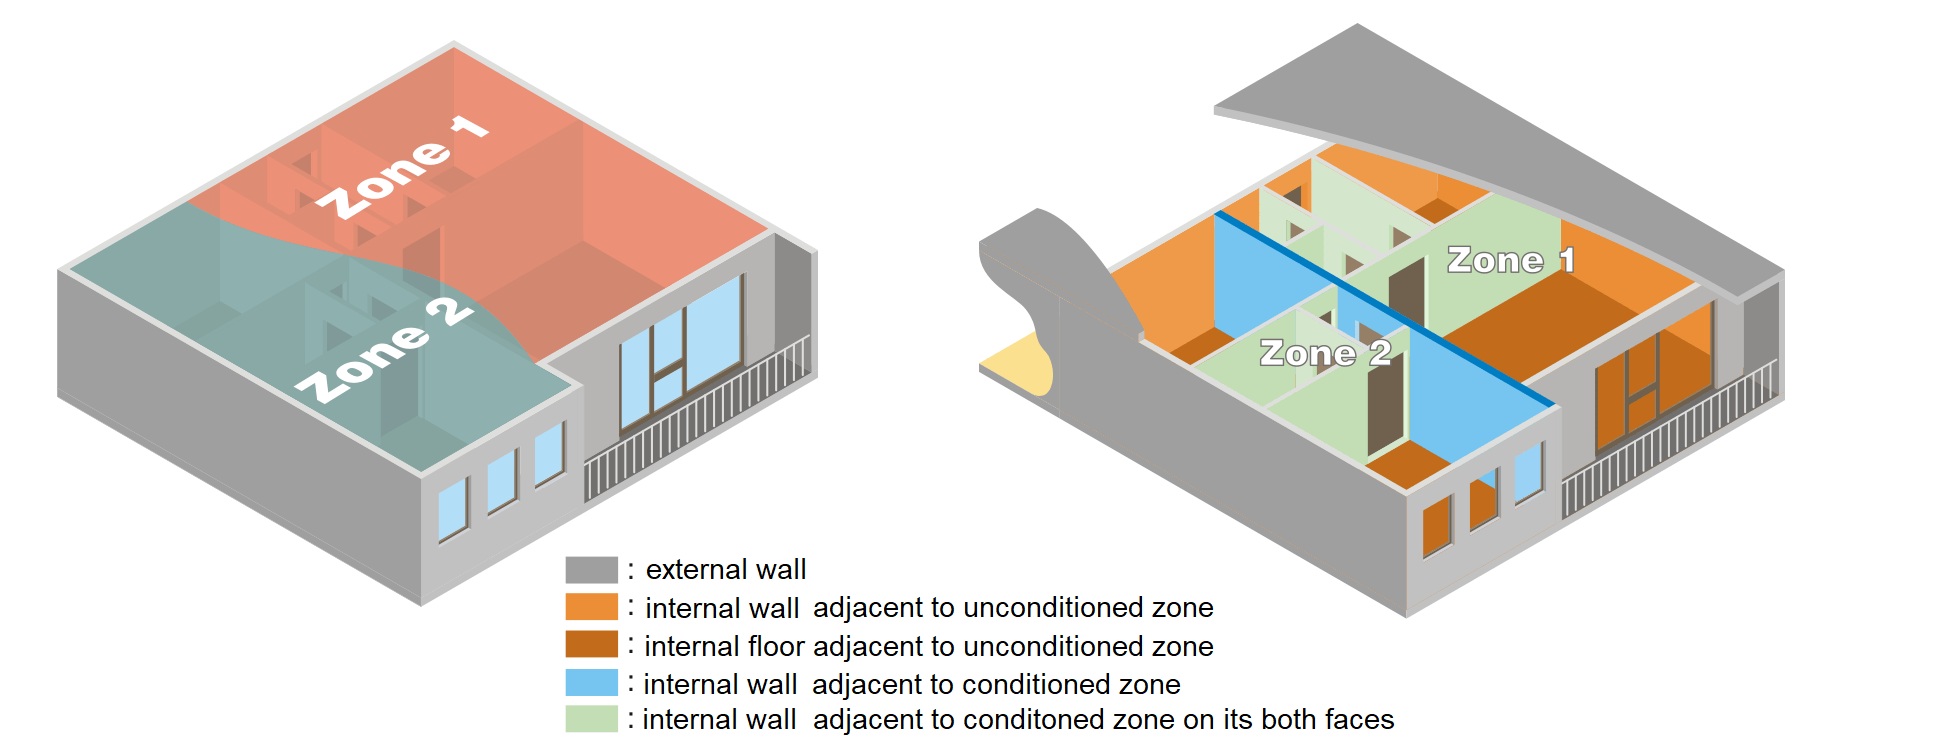 Zone 1
Zone 2
Zone 1
Zone 2
: external wall
: internal wall adjacent to unconditioned zone
: internal floor adjacent to unconditioned zone
: internal wall adjacent to conditioned zone
: internal wall adjacent to conditoned zone on its both faces